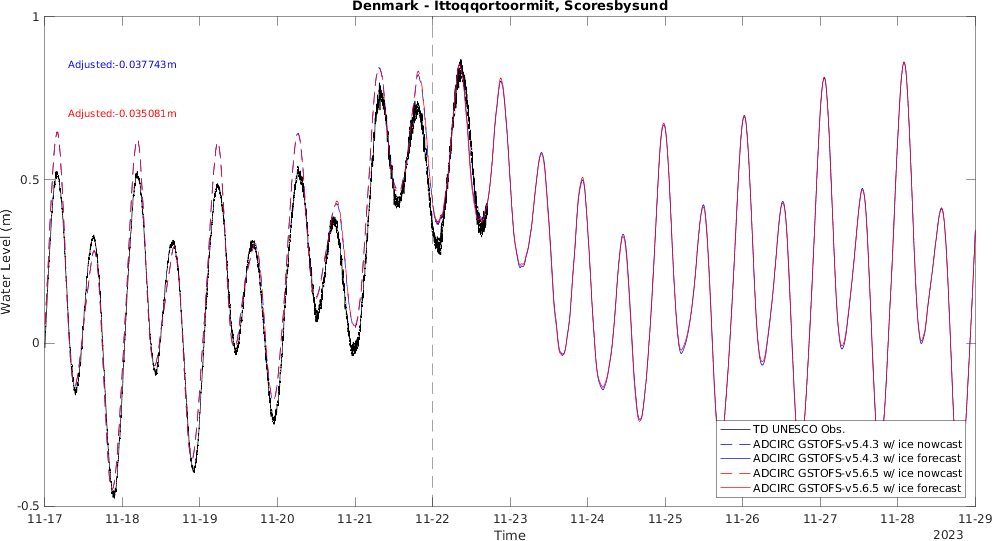 Denmark - Ittoqqortoormiit, Scoresbysund
1
Adjusted:-0.037743m
Adjusted:-0.035081m
0.5
Water Level (m)
0
TD UNESCO Obs.
ADCIRC GSTOFS-v5.4.3 w/ ice nowcast
ADCIRC GSTOFS-v5.4.3 w/ ice forecast
ADCIRC GSTOFS-v5.6.5 w/ ice nowcast
ADCIRC GSTOFS-v5.6.5 w/ ice forecast
-0.5
11-17 11-18 11-19 11-20 11-21 11-22 11-23 11-24 11-25 11-26 11-27 11-28 11-29
Time
2023